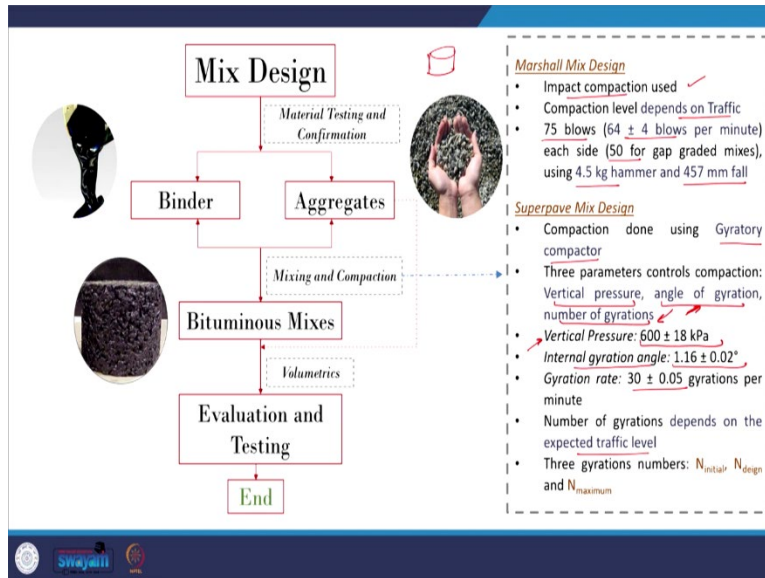 Mix Design
Material Testing and
Confirmation
Binder
Aggregates
Mixing and Compaction
Bituminous Mixes
Volumetrics
Evaluation and
Testing
End
Marshall Mix Design
• Impact compaction used
• Compaction level depends on Traffic
• 75 blows (64 ± 4 blows per minute)
each side (50 for gap graded mixes),
using 4.5 kg hammer and 457 mm fall
Superpave Mix Design
• Compaction done using Gyratory
compactor
• Three parameters controls compaction:
Vertical pressure, angle of gyration,
number of gyrations
• Vertical Pressure: 600 ± 18 kPa
• Internal gyration angle: 1.16 ± 0.02°
• Gyration rate: 30 ± 0.05 gyrations per
minute
• Number of gyrations depends on the
expected traffic level
• Three gyrations numbers: Ninitial, Ndeign
and Nmaximum
swayam